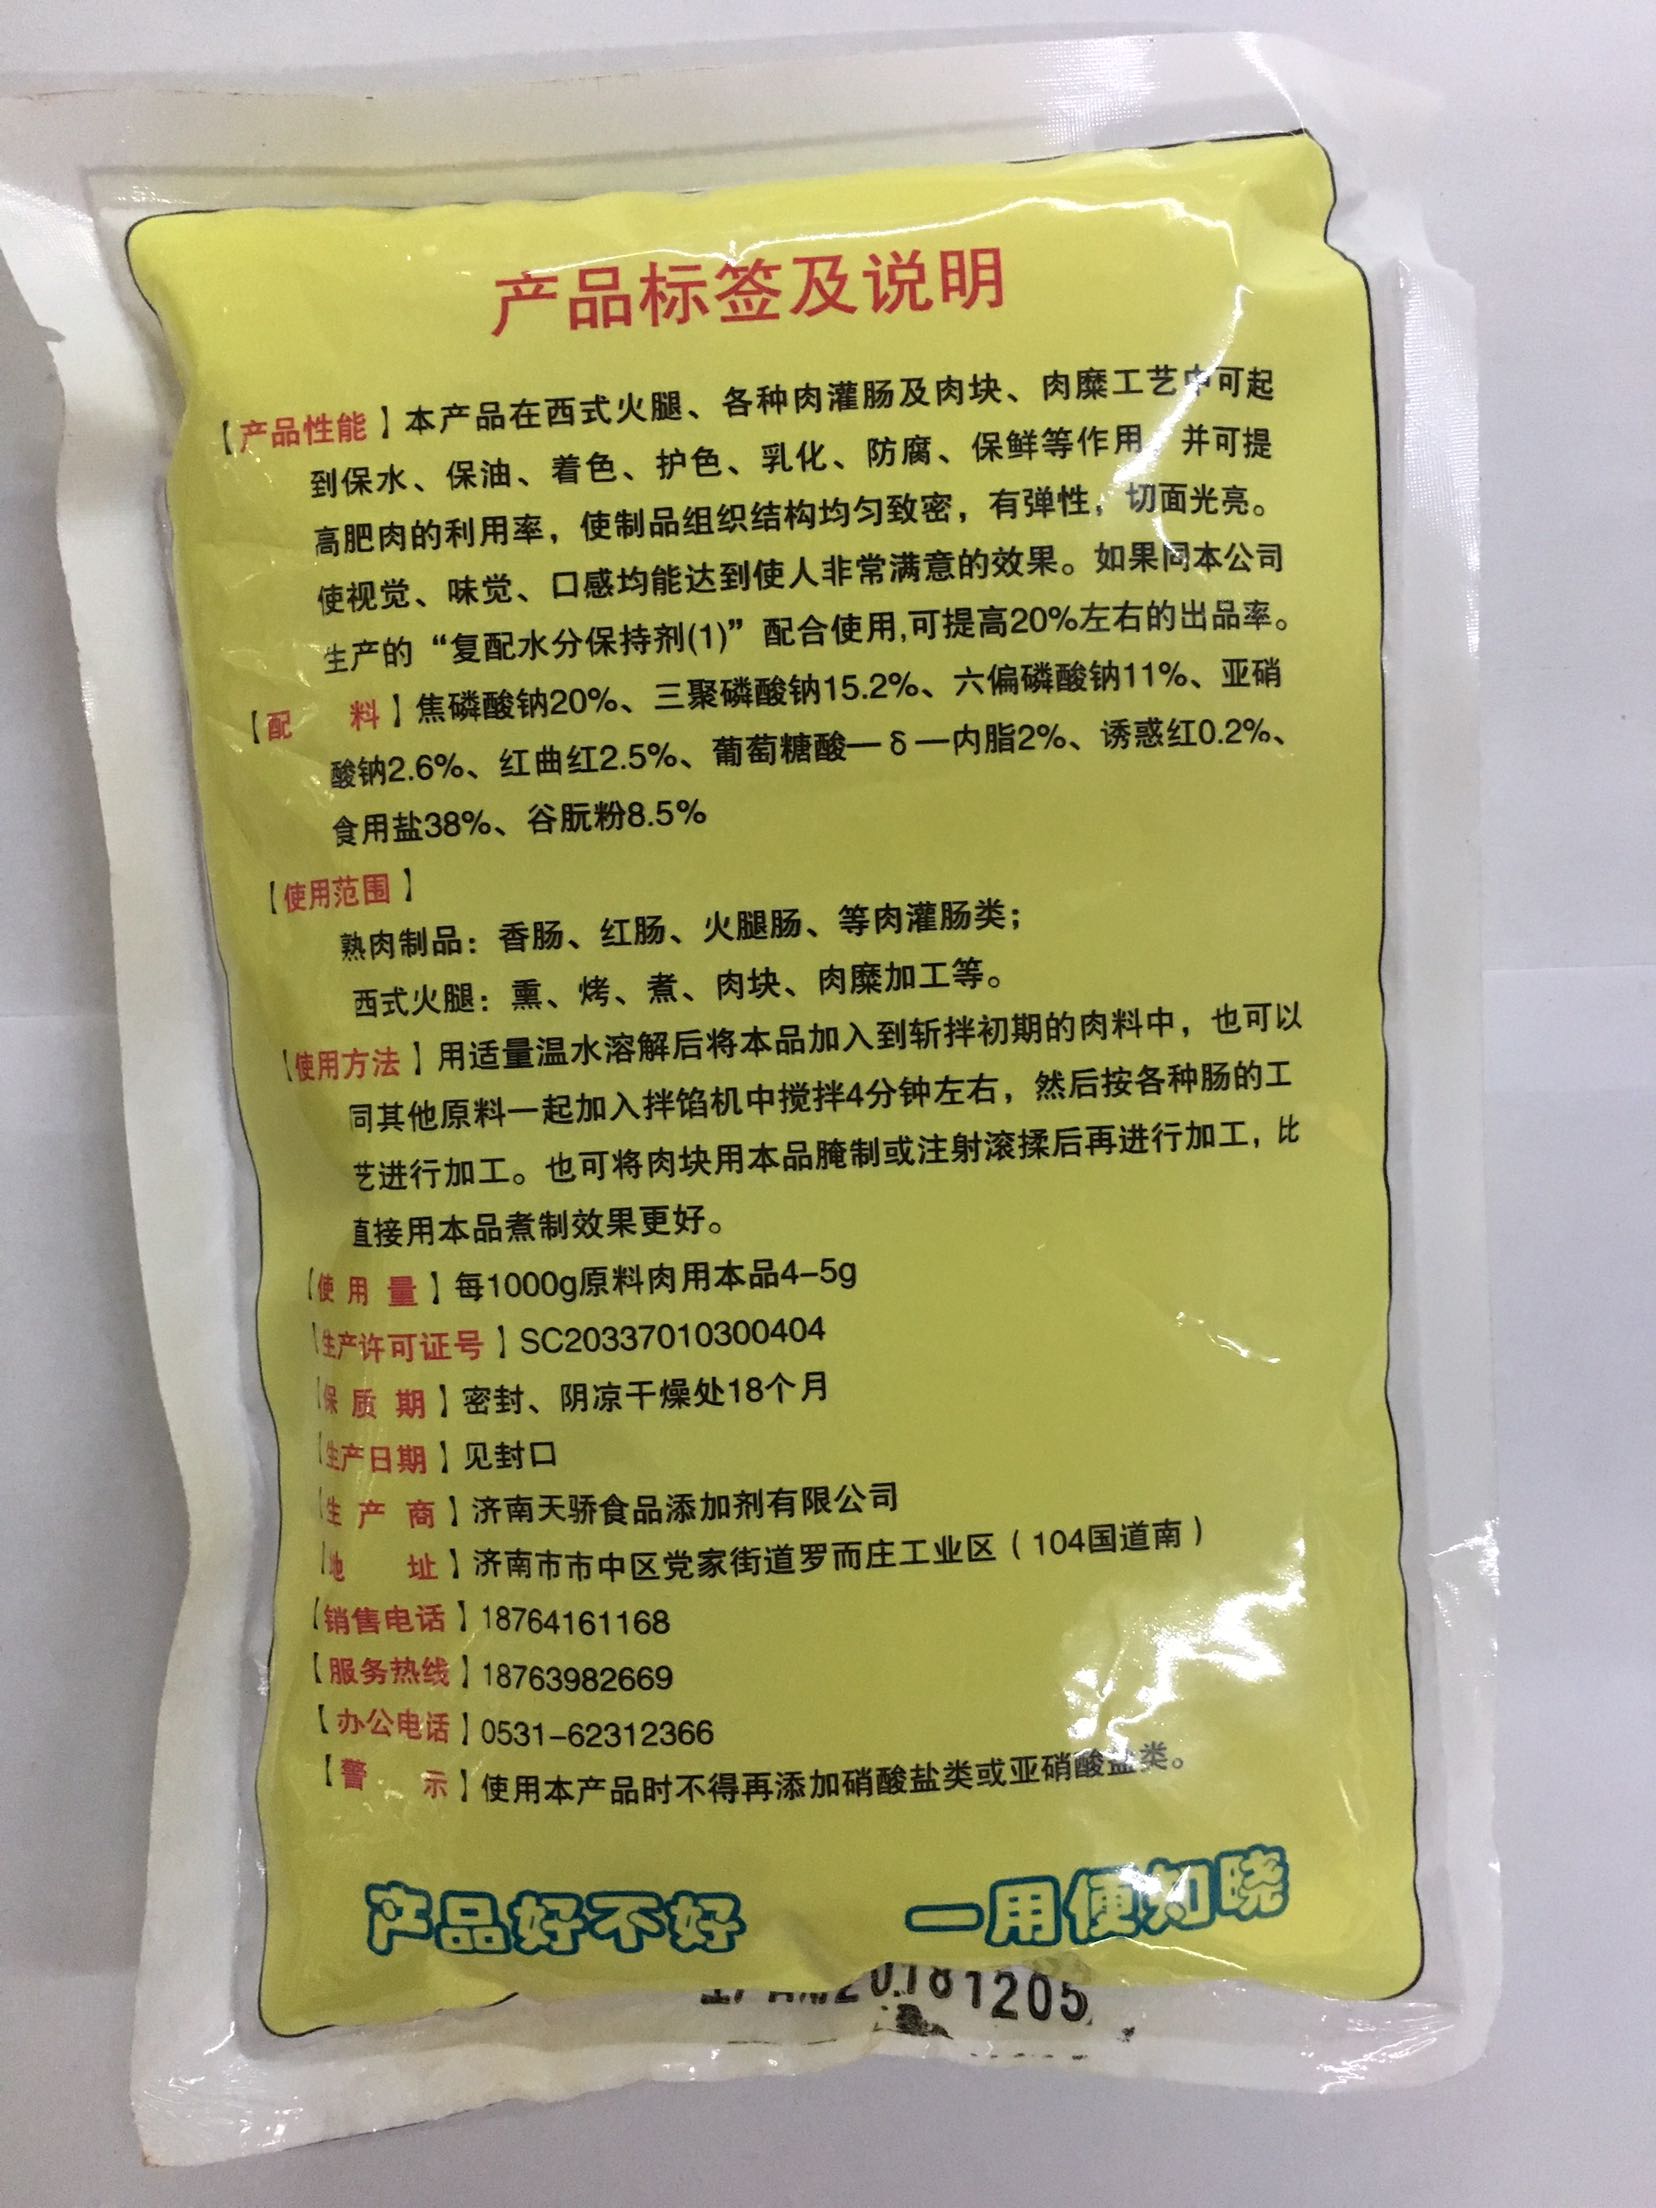 产品标签及说明
【产品性能】本产品在西式火腿、各种肉灌肠及肉块、肉糜工艺中可起
到保水、保油、着色、护色、乳化、防腐、保鲜等作用，并可提
高肥肉的利用率，使制品组织结构均匀致密，有弹性，切面光亮。
使视觉、味觉、口感均能达到使人非常满意的效果。如果同本公司
生产的“复配水分保持剂(1)”配合使用,可提高20%左右的出品率。
【配 料】焦磷酸钠20%、三聚磷酸钠15.2%、六偏磷酸钠11%、亚硝
酸钠2.6%、红曲红2.5%、葡萄糖酸—δ—内脂2%、诱惑红0.2%、
食用盐38%、谷朊粉8.5%
【使用范围】
熟肉制品：香肠、红肠、火腿肠、等肉灌肠类；
西式火腿：熏、烤、煮、肉块、肉糜加工等。
【使用方法】用适量温水溶解后将本品加入到斩拌初期的肉料中，也可以
同其他原料一起加入拌馅机中搅拌4分钟左右，然后按各种肠的工
艺进行加工。也可将肉块用本品腌制或注射滚揉后再进行加工，比
直接用本品煮制效果更好。
【使 用 量】每1000g原料肉用本品4-5g
【生产许可证号】SC20337010300404
【保 质 期】密封、阴凉干燥处18个月
【生产日期】见封口
【生 产 商】济南天骄食品添加剂有限公司
【地 址】济南市市中区党家街道罗而庄工业区（104国道南）
【销售电话】18764161168
【服务热线】18763982669
【办公电话】0531-62312366
【警 示】使用本产品时不得再添加硝酸盐类或亚硝酸盐类。
产品好不好 一用便知晓
生产日期20181205